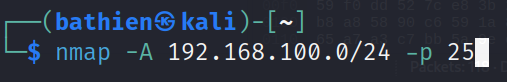 ┌──(bathien㉿kali)-[~]
└─$ nmap -A 192.168.100.0/24 -p 25